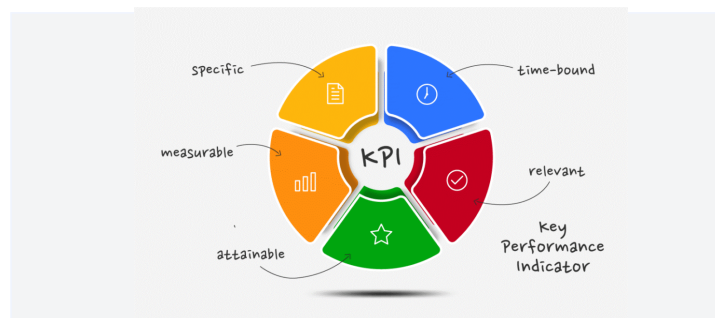 specific
time-bound
measurable
KPI
relevant
attainable
Key
Performance
Indicator